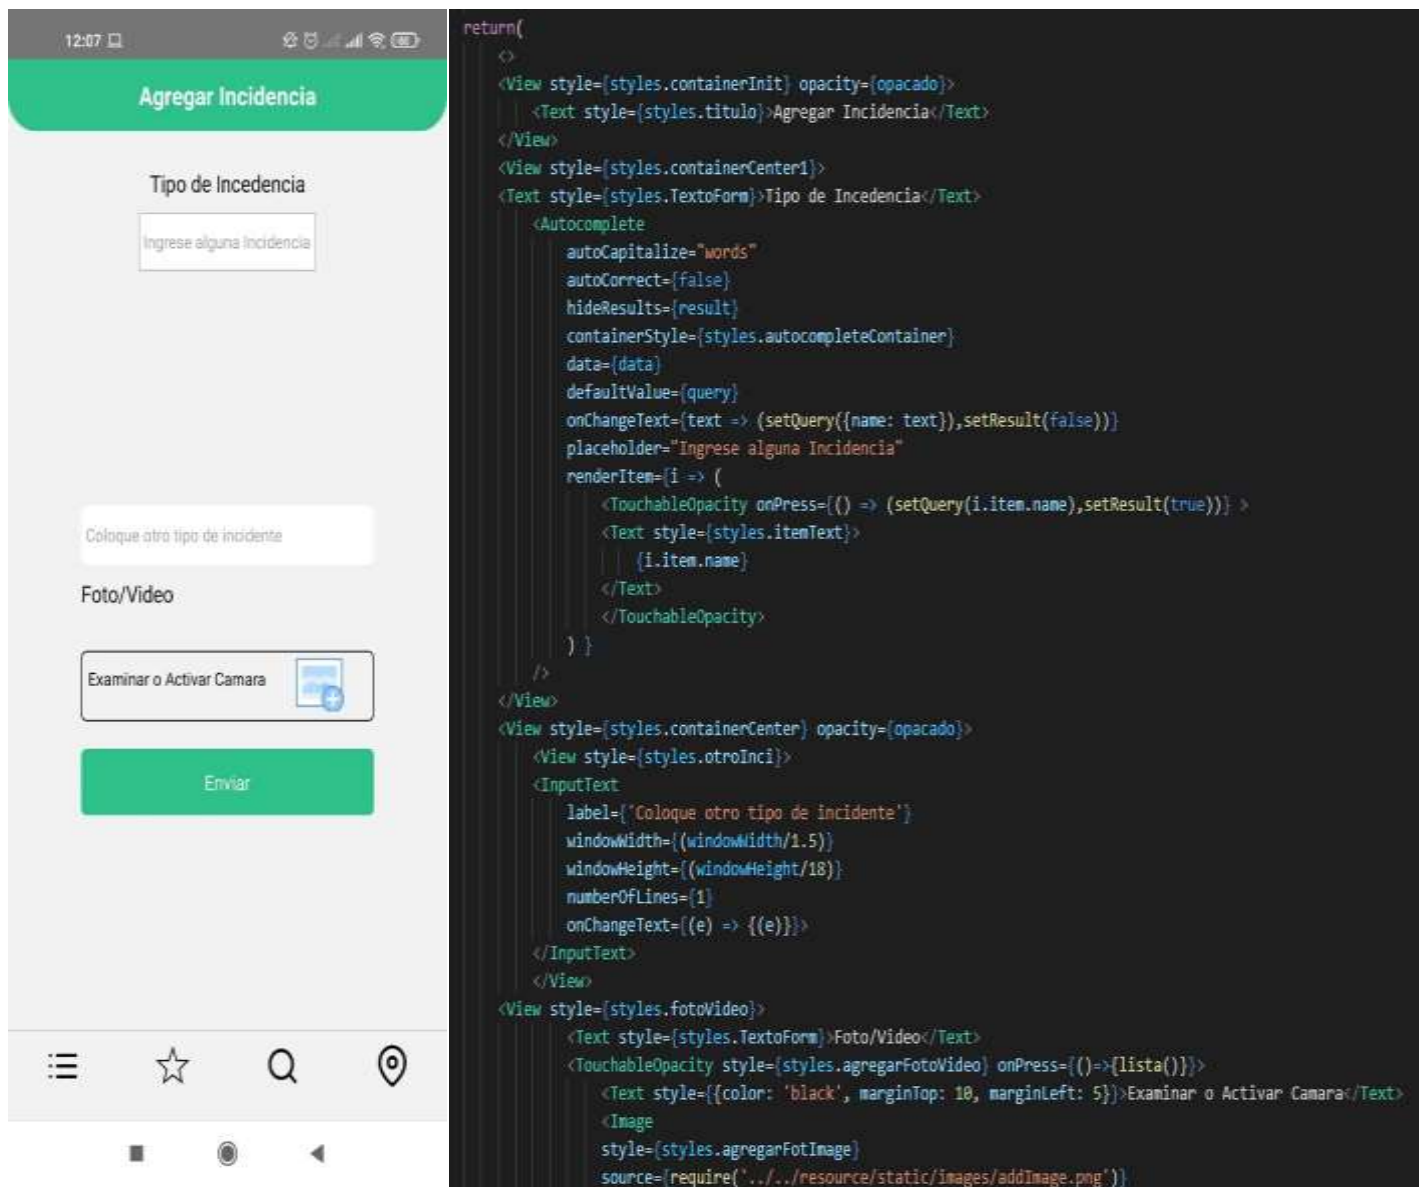 12:07
Agregar Incidencia
Tipo de Incedencia
Ingrese alguna Incidencia
Coloque otro tipo de incidente
Foto/Video
Examinar o Activar Camara
Enviar
return(
<>
<View style={styles.containerInit} opacity={opacado}>
<Text style={styles.titulo}>Agregar Incidencia</Text>
</View>
<View style={styles.containerCenter1}>
<Text style={styles.TextoForm}>Tipo de Incedencia</Text>
<Autocomplete
autoCapitalize="words"
autoCorrect={false}
hideResults={result}
containerStyle={styles.autocompleteContainer}
data={data}
defaultValue={query}
onChangeText={text => (setQuery({name: text}),setResult(false))}
placeholder="Ingrese alguna Incidencia"
renderItem={i => (
<TouchableOpacity onPress={() => (setQuery(i.item.name),setResult(true))} >
<Text style={styles.itemText}>
{i.item.name}
</Text>
</TouchableOpacity>
) }
/>
</View>
<View style={styles.containerCenter} opacity={opacado}>
<View style={styles.otroInci}>
<InputText
label={'Coloque otro tipo de incidente'}
windowWidth={(windowWidth/1.5)}
windowHeight={(windowHeight/18)}
numberOfLines={1}
onChangeText={(e) => {(e)}}>
</InputText>
</View>
<View style={styles.fotoVideo}>
<Text style={styles.TextoForm}>Foto/Video</Text>
<TouchableOpacity style={styles.agregarFotoVideo} onPress={()=>{lista()}}>
<Text style={{color: 'black', marginTop: 10, marginLeft: 5}}>Examinar o Activar Camara</Text>
<Image
style={styles.agregarFotImage}
source={require('../../resource/static/images/addImage.png')}